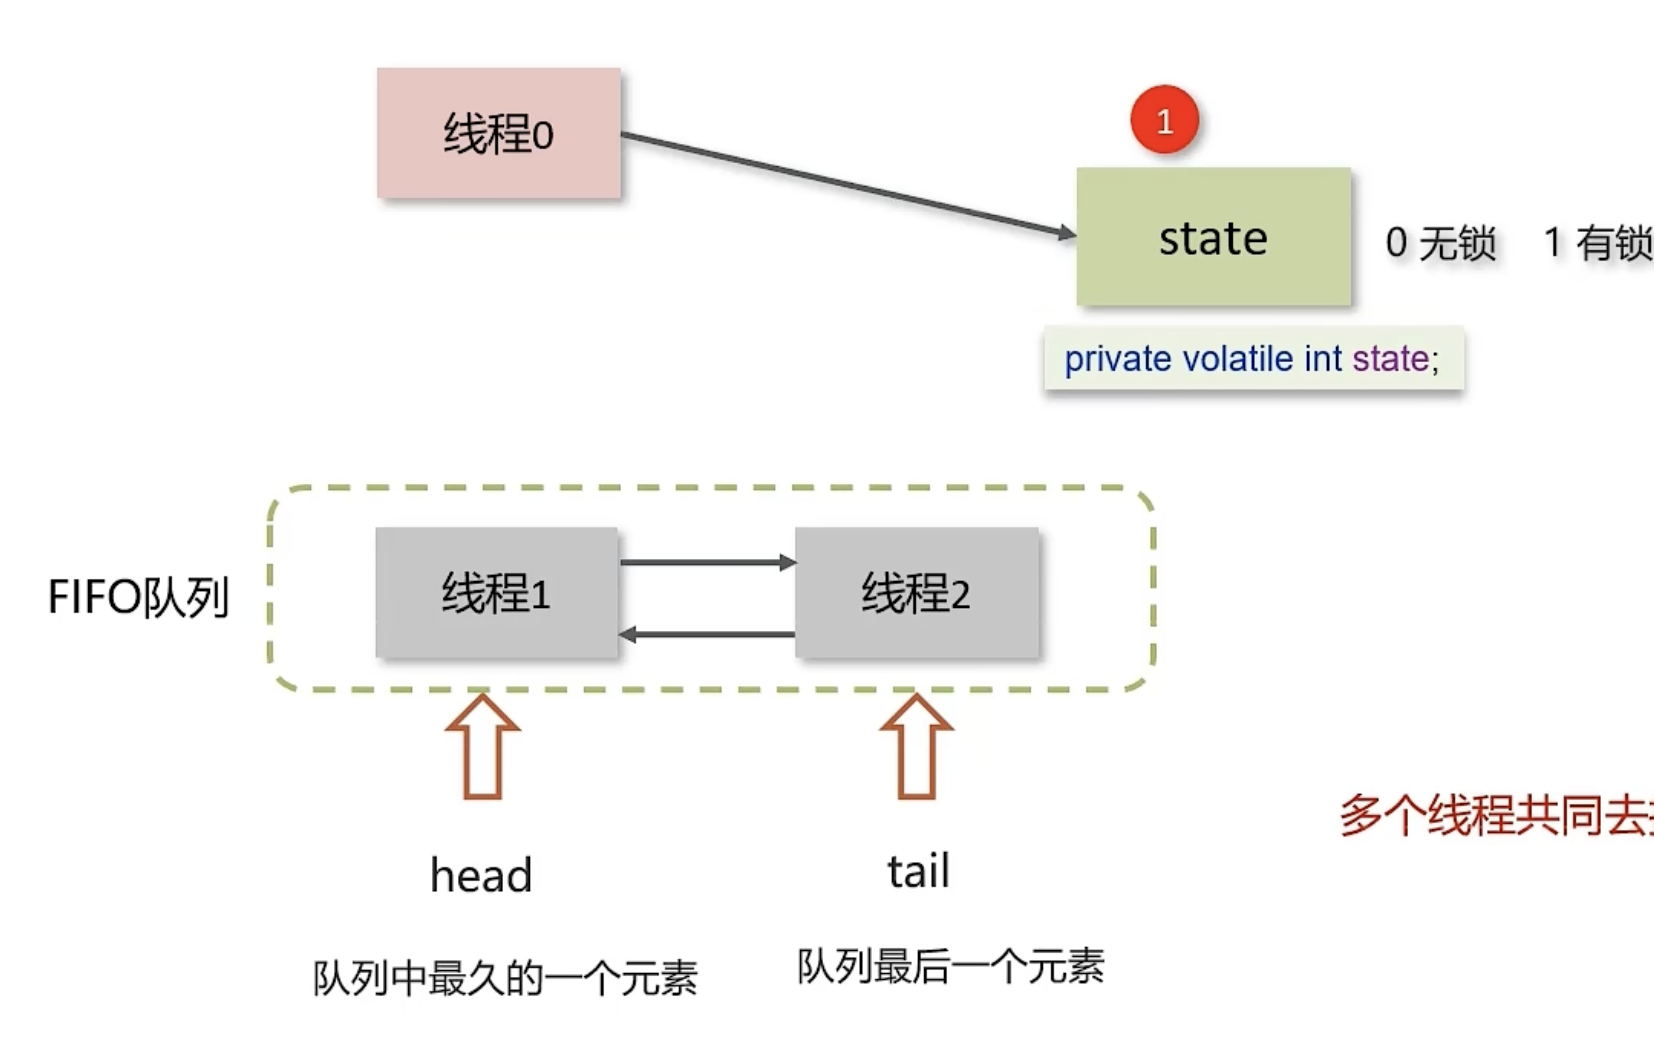 线程0
1
state
0 无锁 1 有锁
private volatile int state;
FIFO队列
线程1
线程2
多个线程共同去
head
tail
队列中最久的一个元素
队列最后一个元素